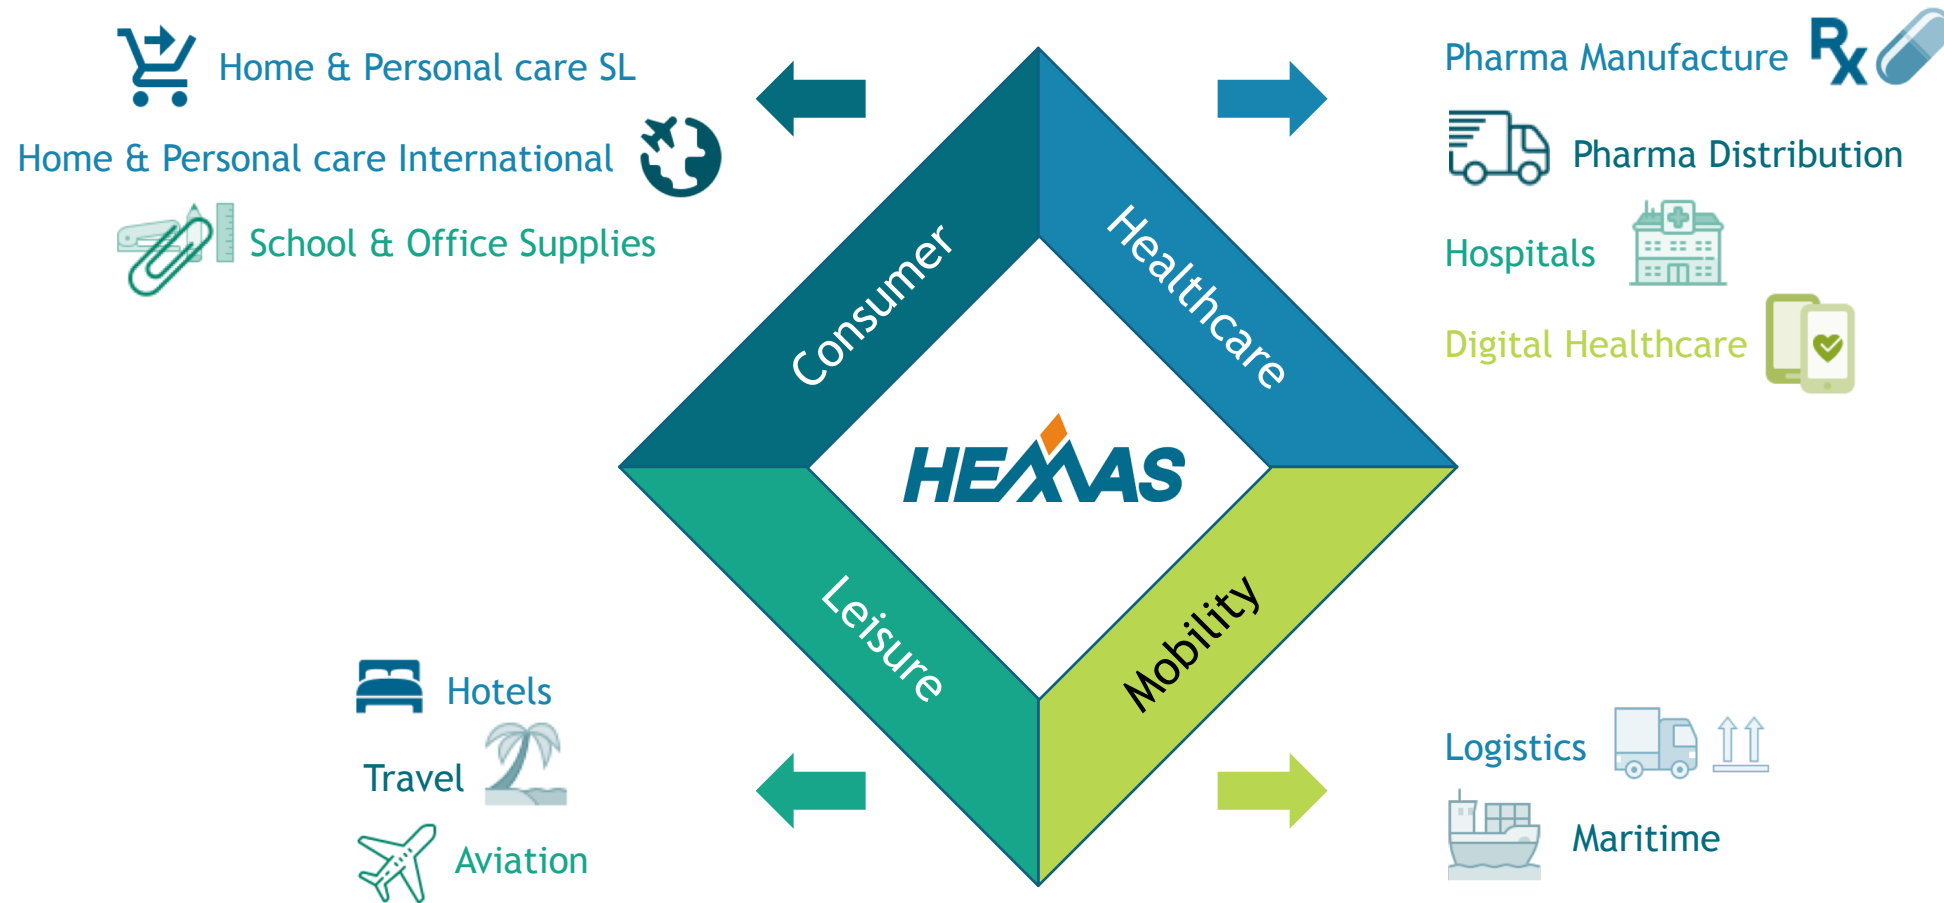 Home & Personal care SL
Home & Personal care International
School & Office Supplies
Pharma Manufacture
Rx
Pharma Distribution
Hospitals
Digital Healthcare
Consumer
Healthcare
HEMAS
Leisure
Mobility
Hotels
Travel
Aviation
Logistics
Maritime